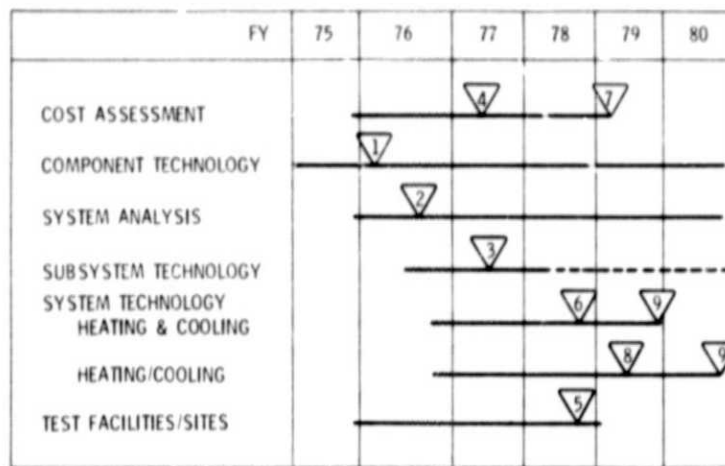 FY 75 76 77 78 79 80
COST ASSESSMENT 4 7
COMPONENT TECHNOLOGY 1
SYSTEM ANALYSIS 2
SUBSYSTEM TECHNOLOGY 3
SYSTEM TECHNOLOGY
HEATING & COOLING 6 9
HEATING/COOLING 8 9
TEST FACILITIES/SITES 5